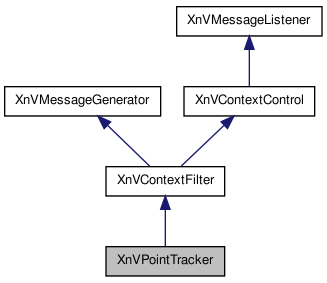 XnVMessageListener
XnVMessageGenerator
XnVContextControl
XnVContextFilter
XnVPointTracker